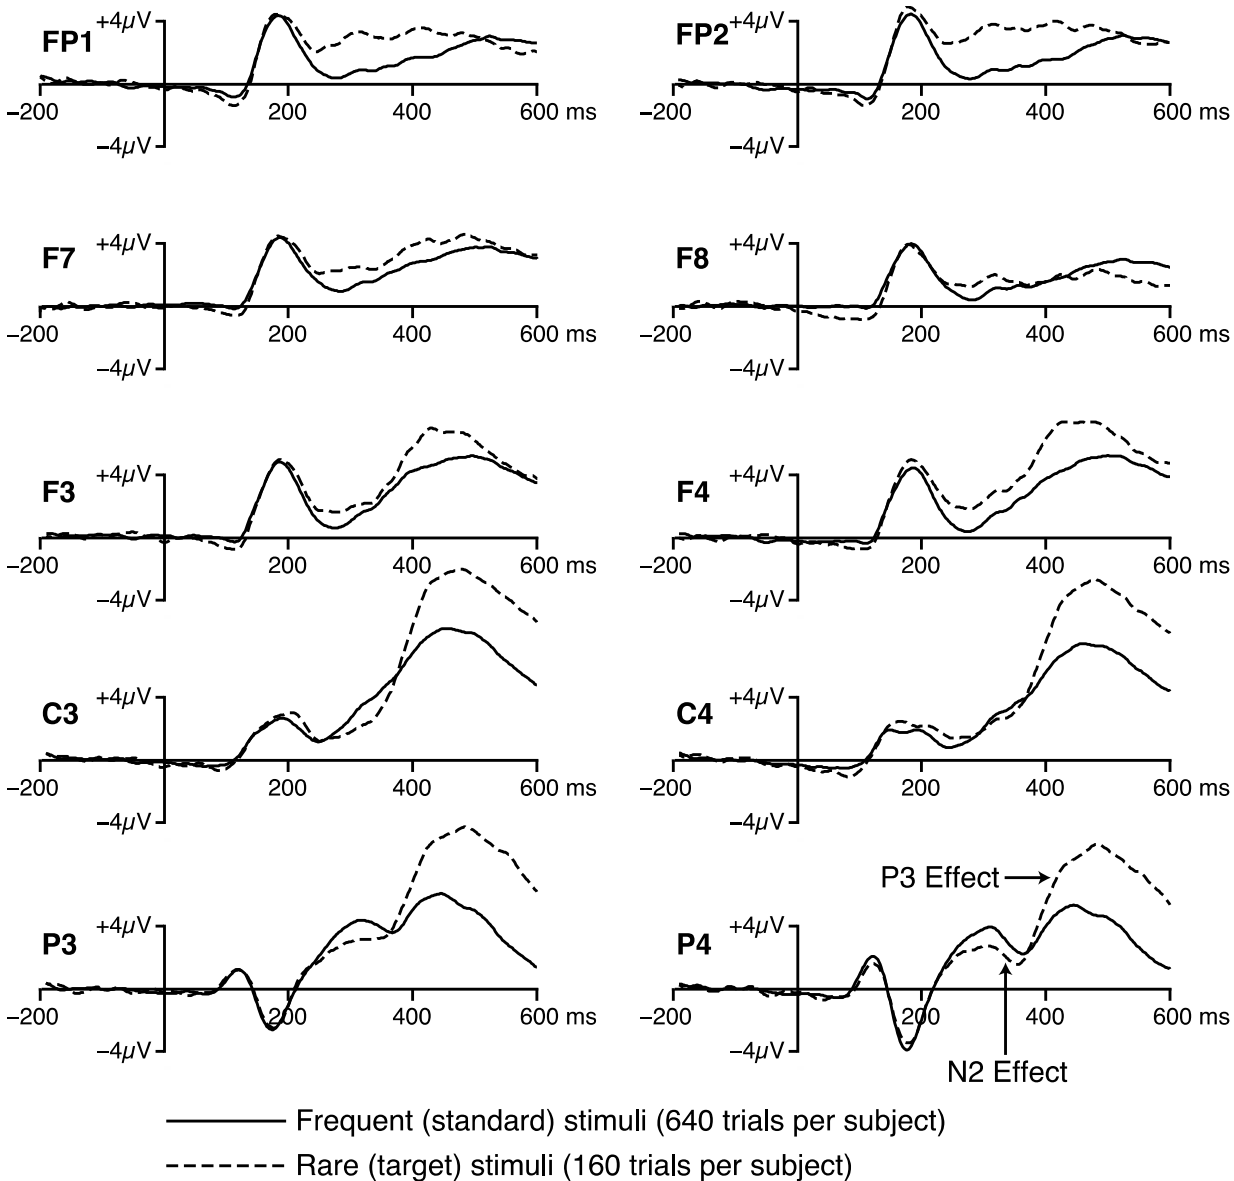 +4µV +4µV
FP1 FP2
−200 200 400 600 ms −200 200 400 600 ms
−4µV −4µV
+4µV +4µV
F7 F8
−200 200 400 600 ms −200 200 400 600 ms
−4µV −4µV
+4µV +4µV
F3 F4
−200 200 400 600 ms −200 200 400 600 ms
−4µV −4µV
+4µV +4µV
C3 C4
−200 200 400 600 ms −200 200 400 600 ms
−4µV −4µV
P3 Effect
+4µV +4µV
P3 P4
−200 200 400 600 ms −200 200 400 600 ms
−4µV −4µV
N2 Effect
Frequent (standard) stimuli (640 trials per subject)
Rare (target) stimuli (160 trials per subject)